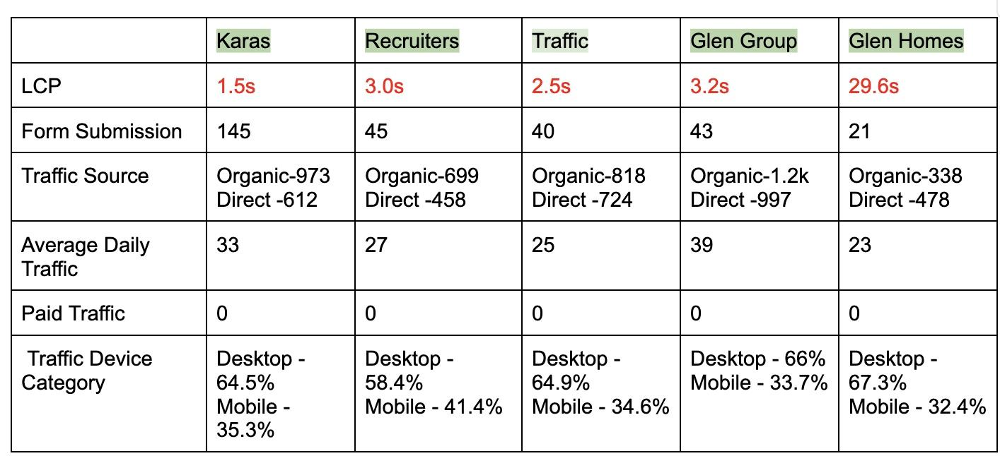 Karas Recruiters Traffic Glen Group Glen Homes
LCP 1.5s 3.0s 2.5s 3.2s 29.6s
Form Submission 145 45 40 43 21
Traffic Source Organic-973 Organic-699 Organic-818 Organic-1.2k Organic-338
Direct -612 Direct -458 Direct -724 Direct -997 Direct -478
Average Daily 33 27 25 39 23
Traffic
Paid Traffic 0 0 0 0 0
Traffic Device Desktop - Desktop - Desktop - Desktop - 66% Desktop -
Category 64.5% 58.4% 64.9% Mobile - 33.7% 67.3%
Mobile - Mobile - 41.4% Mobile - 34.6% Mobile - 32.4%
35.3%